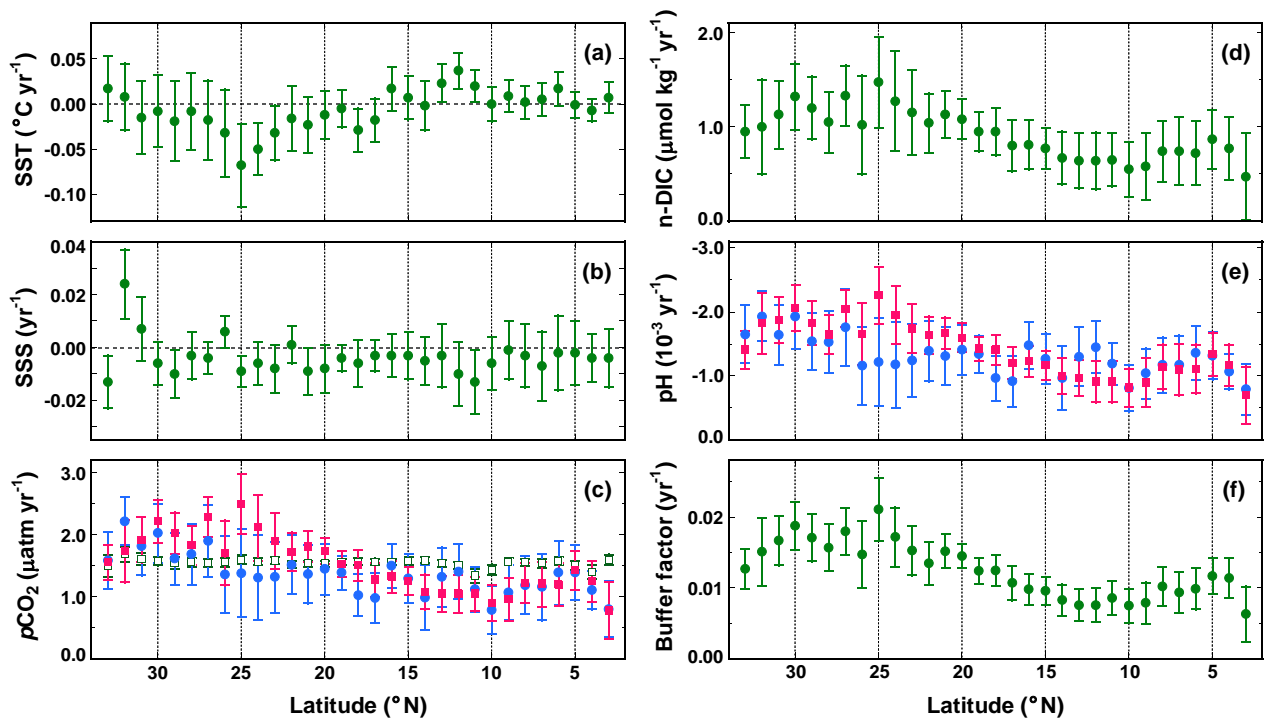 SST (°C yr⁻¹)
0.05
0.00
-0.05
-0.10
(a)
SSS (yr⁻¹)
0.04
0.02
0.00
-0.02
(b)
pCO₂ (µatm yr⁻¹)
3.0
2.0
1.0
0.0
(c)
30 25 20 15 10 5
Latitude (°N)
n-DIC (µmol kg⁻¹ yr⁻¹)
2.0
1.0
0.0
(d)
pH (10⁻³ yr⁻¹)
-3.0
-2.0
-1.0
0.0
(e)
Buffer factor (yr⁻¹)
0.02
0.01
0.00
(f)
30 25 20 15 10 5
Latitude (°N)